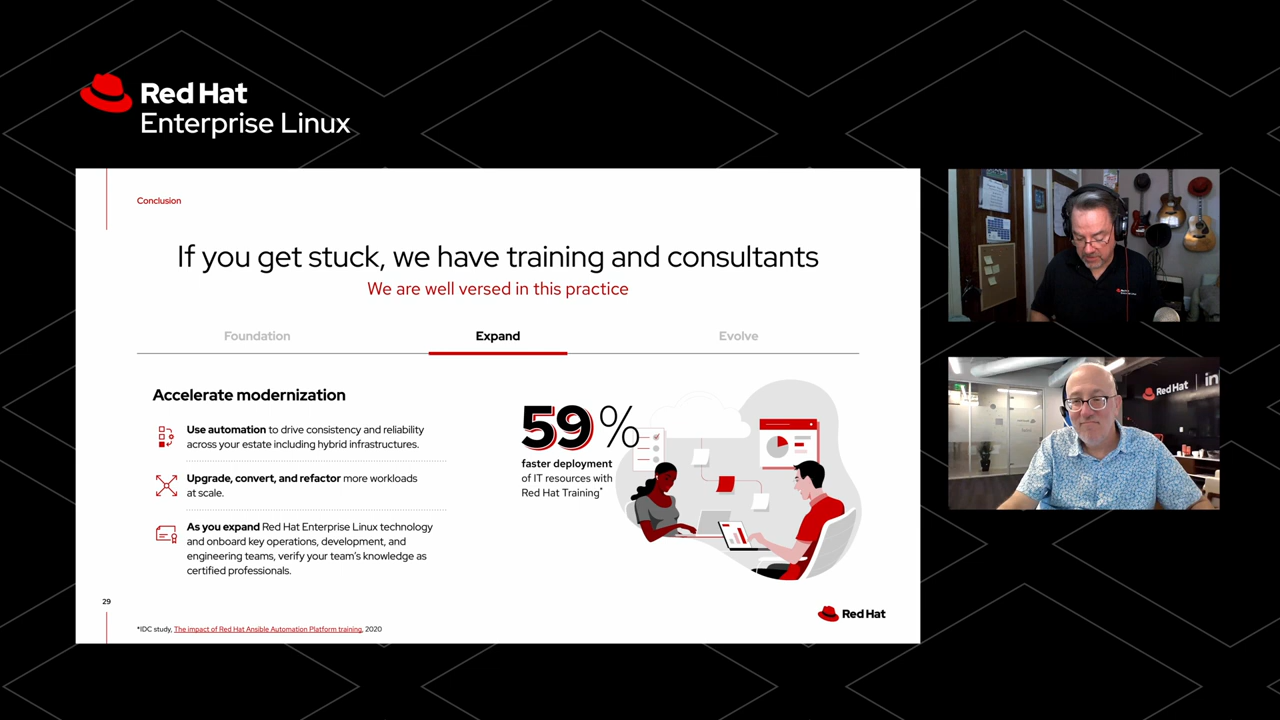 Red Hat
Enterprise Linux
Conclusion
If you get stuck, we have training and consultants
We are well versed in this practice
Foundation
Expand
Evolve
Accelerate modernization
Use automation to drive consistency and reliability
across your estate including hybrid infrastructures.
Upgrade, convert, and refactor more workloads
at scale.
As you expand Red Hat Enterprise Linux technology
and onboard key operations, development, and
engineering teams, verify your team's knowledge as
certified professionals.
59%
faster deployment
of IT resources with
Red Hat Training*
29
*IDC study, The impact of Red Hat Ansible Automation Platform training, 2020
Red Hat
Red Hat
in